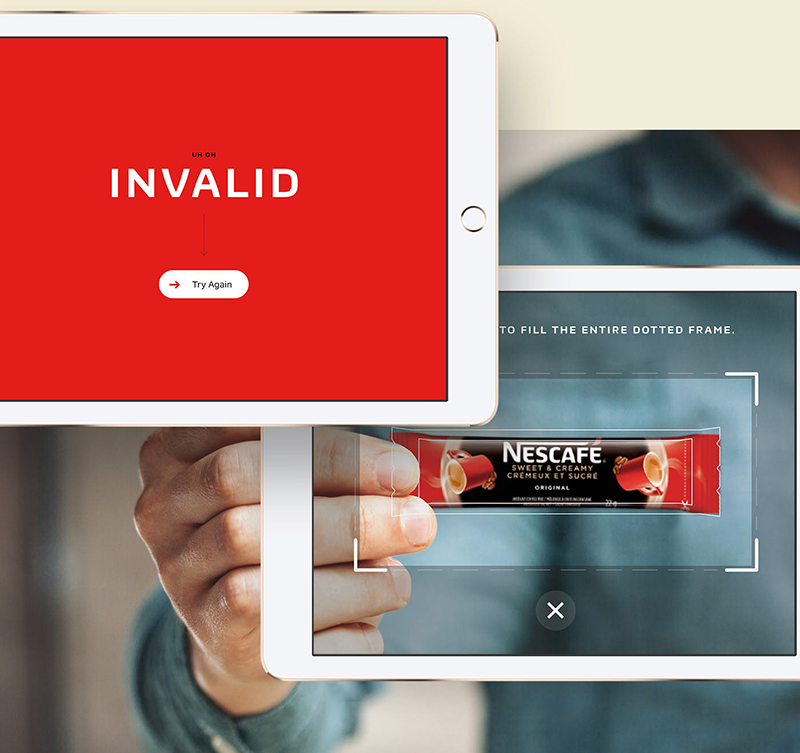 UH OH
INVALID
Try Again
TO FILL THE ENTIRE DOTTED FRAME.
NESCAFÉ
SWEET & CREAMY
CRÉMEUX ET SUCRÉ
ORIGINAL
22 g